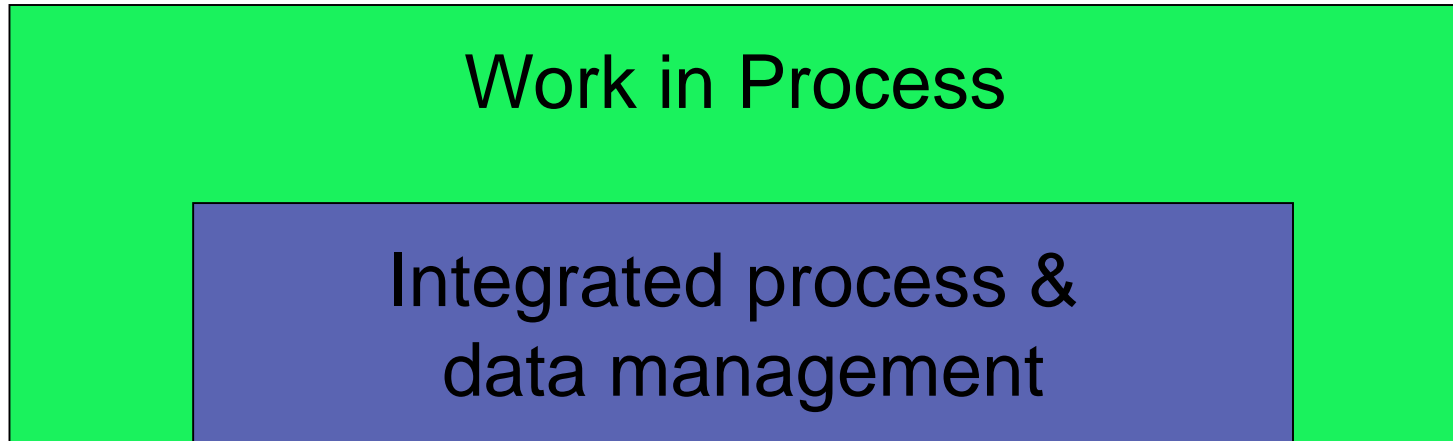 Work in Process
Integrated process &
data management